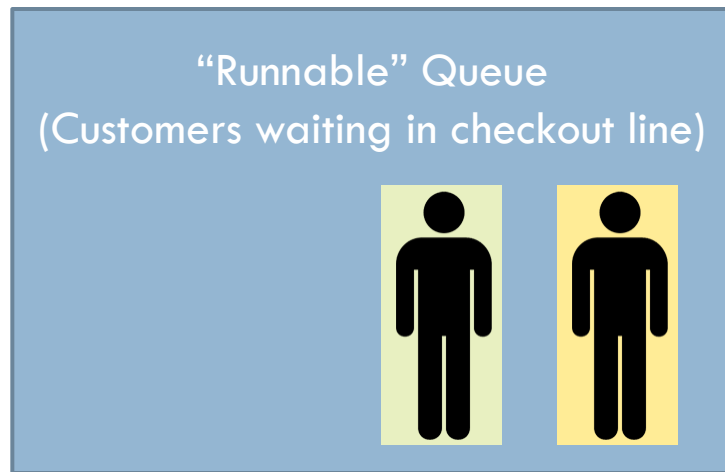 “Runnable” Queue
(Customers waiting in checkout line)